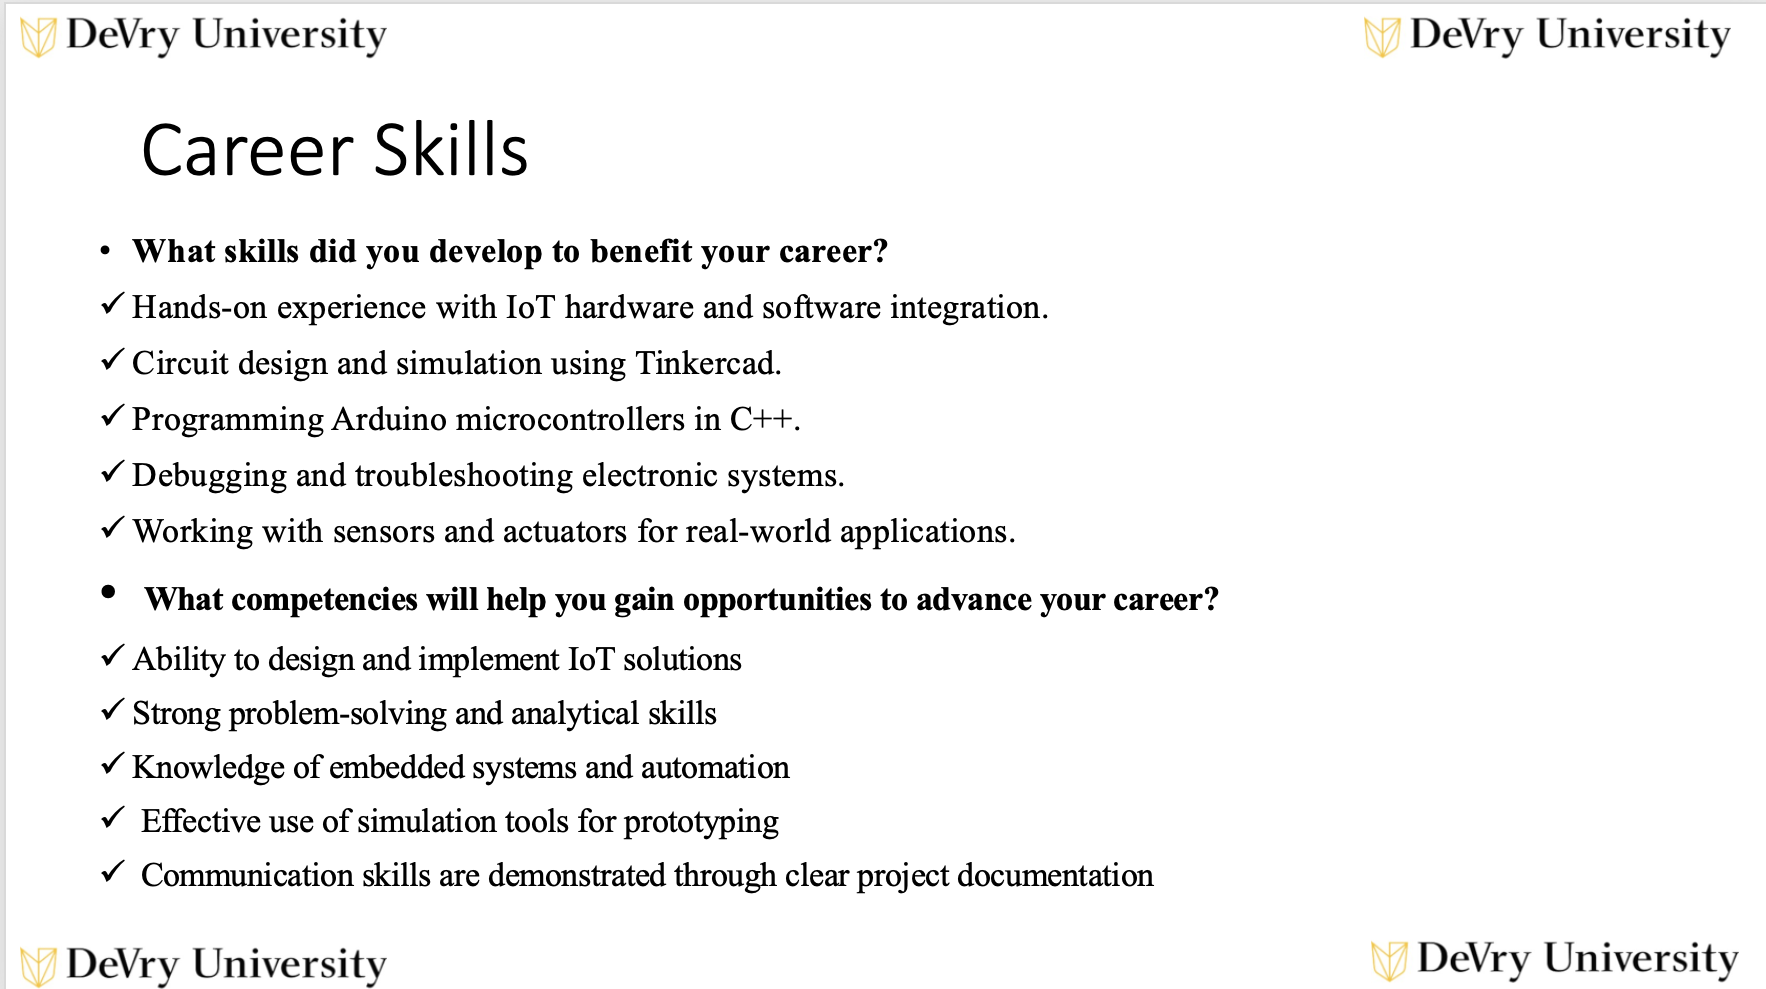 DeVry University DeVry University
Career Skills
• What skills did you develop to benefit your career?
✓ Hands-on experience with IoT hardware and software integration.
✓ Circuit design and simulation using Tinkercad.
✓ Programming Arduino microcontrollers in C++.
✓ Debugging and troubleshooting electronic systems.
✓ Working with sensors and actuators for real-world applications.
• What competencies will help you gain opportunities to advance your career?
✓ Ability to design and implement IoT solutions
✓ Strong problem-solving and analytical skills
✓ Knowledge of embedded systems and automation
✓ Effective use of simulation tools for prototyping
✓ Communication skills are demonstrated through clear project documentation
DeVry University DeVry University